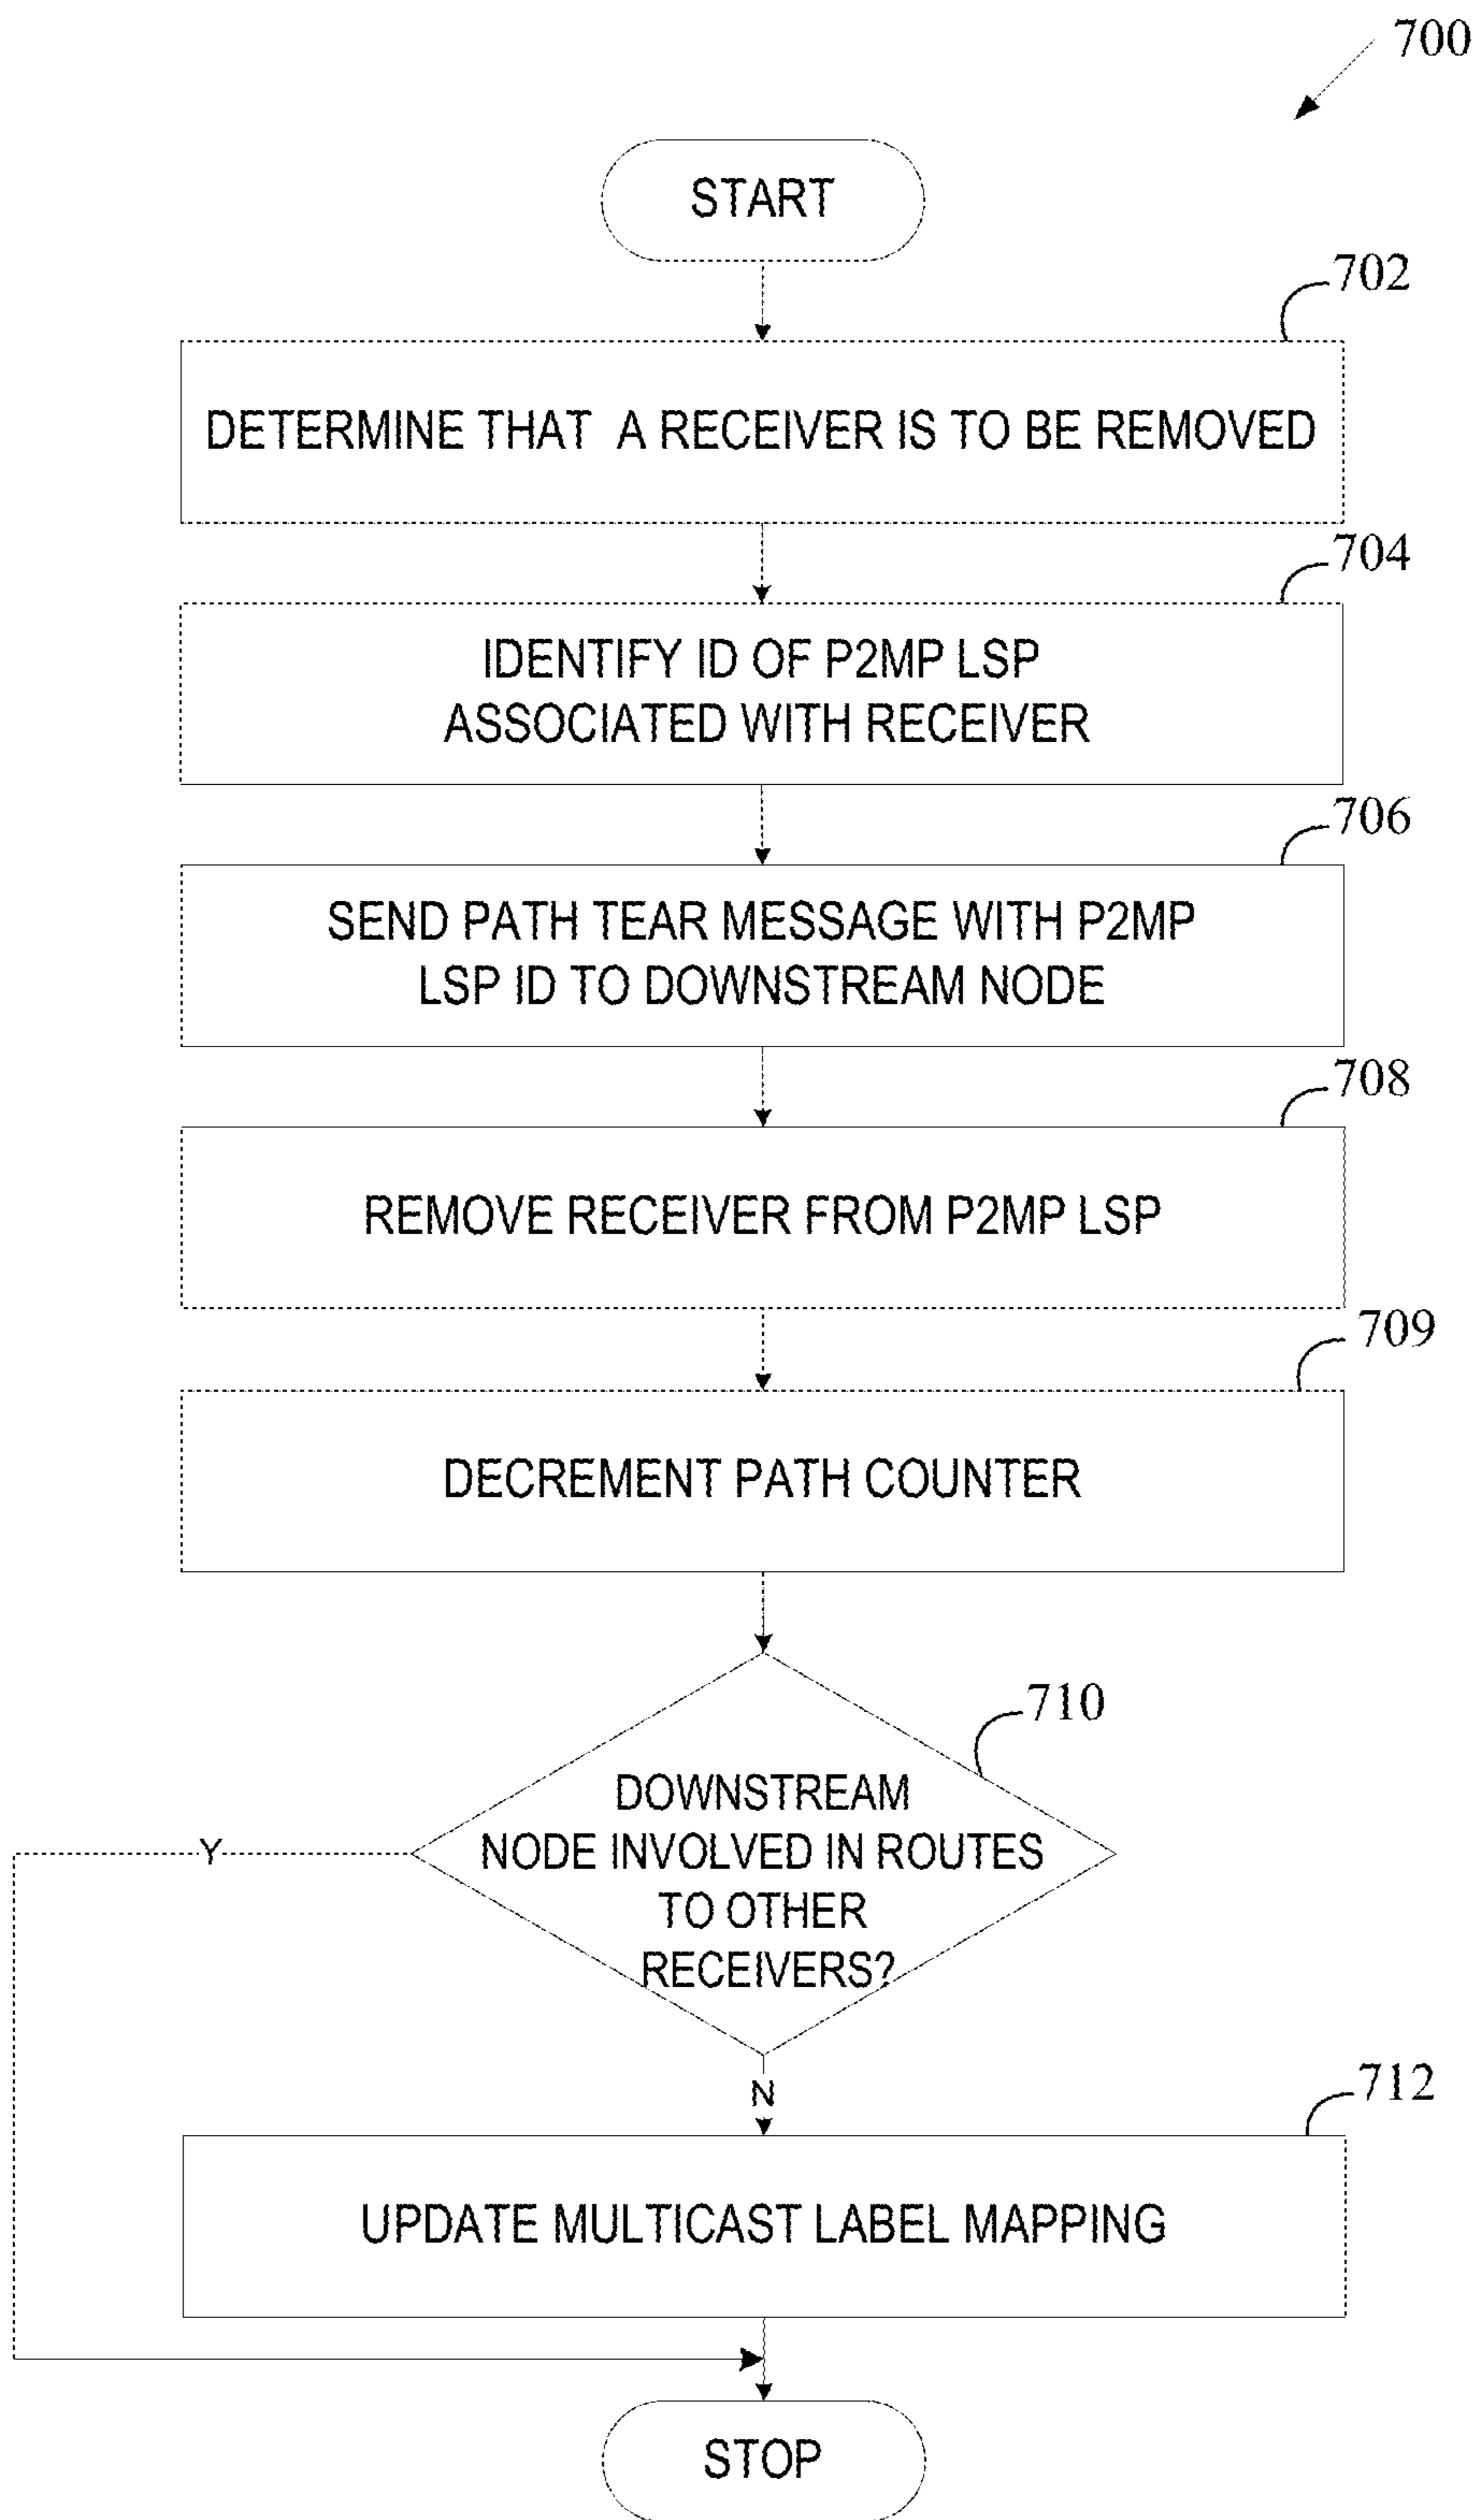 700
START
702
DETERMINE THAT A RECEIVER IS TO BE REMOVED
704
IDENTIFY ID OF P2MP LSP
ASSOCIATED WITH RECEIVER
706
SEND PATH TEAR MESSAGE WITH P2MP
LSP ID TO DOWNSTREAM NODE
708
REMOVE RECEIVER FROM P2MP LSP
709
DECREMENT PATH COUNTER
710
DOWNSTREAM
NODE INVOLVED IN ROUTES
TO OTHER
RECEIVERS?
Y
N
712
UPDATE MULTICAST LABEL MAPPING
STOP